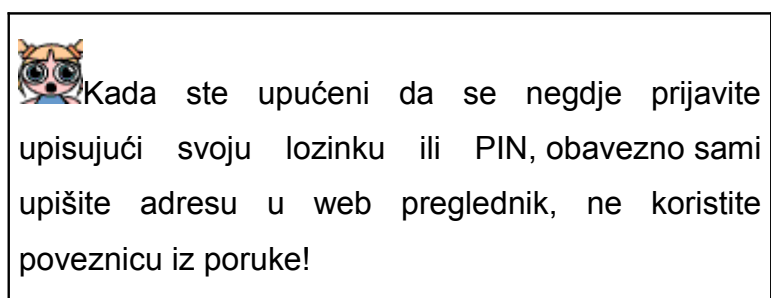 Kada ste upućeni da se negdje prijavite
upisujući svoju lozinku ili PIN, obavezno sami
upišite adresu u web preglednik, ne koristite
poveznicu iz poruke!